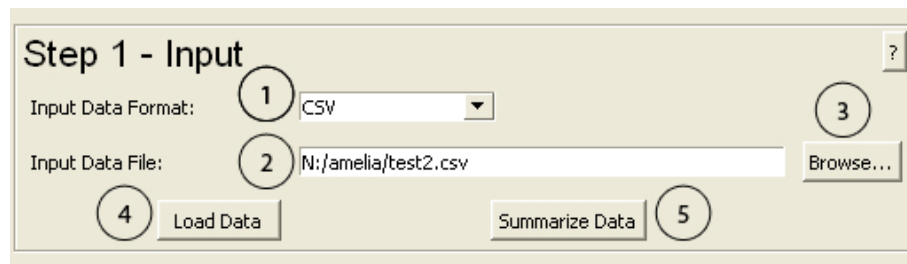 Step 1 - Input
?
Input Data Format: 1 CSV
3
Input Data File: 2 N:/amelia/test2.csv Browse...
4 Load Data Summarize Data 5